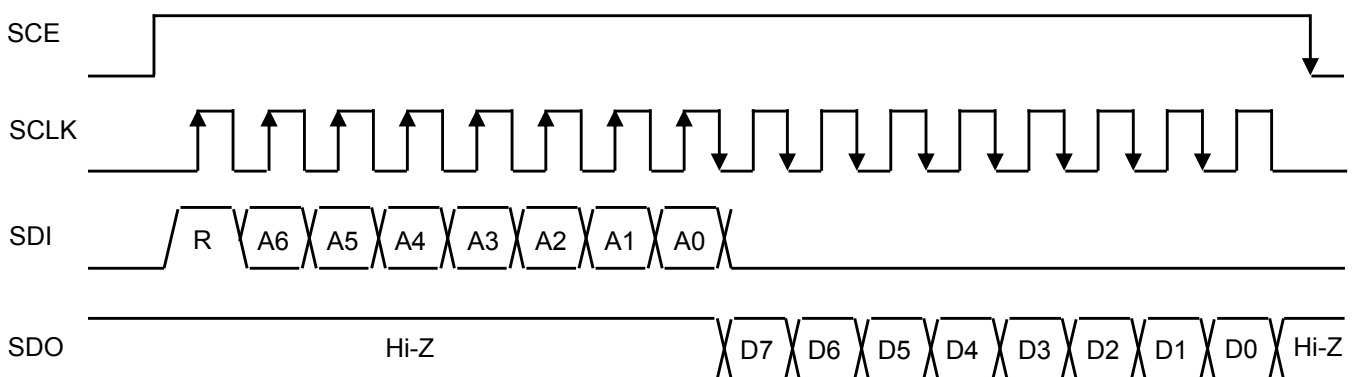 SCE
SCLK
SDI R A6 A5 A4 A3 A2 A1 A0
SDO Hi-Z D7 D6 D5 D4 D3 D2 D1 D0 Hi-Z